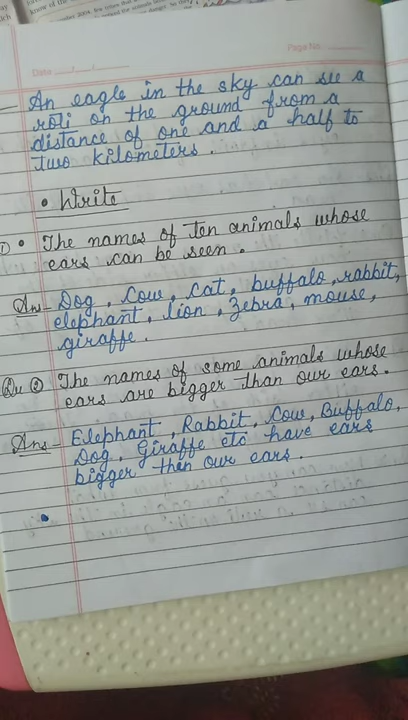 Page No.
Date
An eagle in the sky can see a
roti on the ground from a
distance of one and a half to
two kilometers.
• Write
① • The names of ten animals whose
ears can be seen.
Ans- Dog, Cow, Cat, buffalo, rabbit,
elephant, lion, Zebra, mouse,
giraffe.
Qu ② The names of some animals whose
ears are bigger than our ears.
Ans- Elephant, Rabbit, Cow, Buffalo,
Dog, Giraffe etc have ears
bigger then our ears.